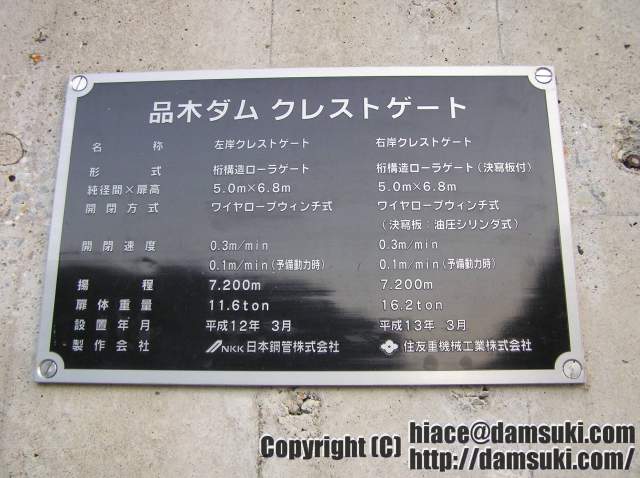 品木ダム クレストゲート
名称 左岸クレストゲート 右岸クレストゲート
形式 桁構造ローラゲート 桁構造ローラゲート(決寫板付)
純径間×扉高 5.0m×6.8m 5.0m×6.8m
開閉方式 ワイヤロープウィンチ式 ワイヤロープウィンチ式
(決寫板:油圧シリンダ式)
開閉速度 0.3m/min 0.3m/min
0.1m/min(予備動力時) 0.1m/min(予備動力時)
揚程 7.200m 7.200m
扉体重量 11.6ton 16.2ton
設置年月 平成12年 3月 平成13年 3月
製作会社 NKK日本鋼管株式会社 住友重機械工業株式会社
Copyright (C) hiace@damsuki.com
http://damsuki.com/